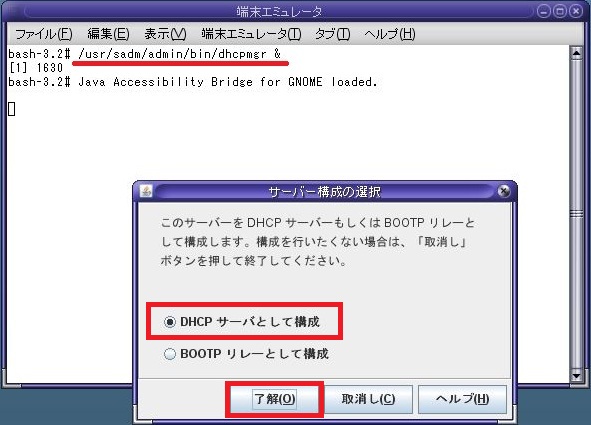 端末エミュレータ
ファイル(F) 編集(E) 表示(V) 端末エミュレータ(T) タブ(T) ヘルプ(H)
bash-3.2# /usr/sadm/admin/bin/dhcpmgr &
[1] 1630
bash-3.2# Java Accessibility Bridge for GNOME loaded.
サーバー構成の選択
このサーバーを DHCP サーバーもしくは BOOTP リレーと
して構成します。構成を行いたくない場合は、「取消し」
ボタンを押して終了してください。
DHCP サーバとして構成
BOOTP リレーとして構成
了解(O) 取消し(C) ヘルプ(H)